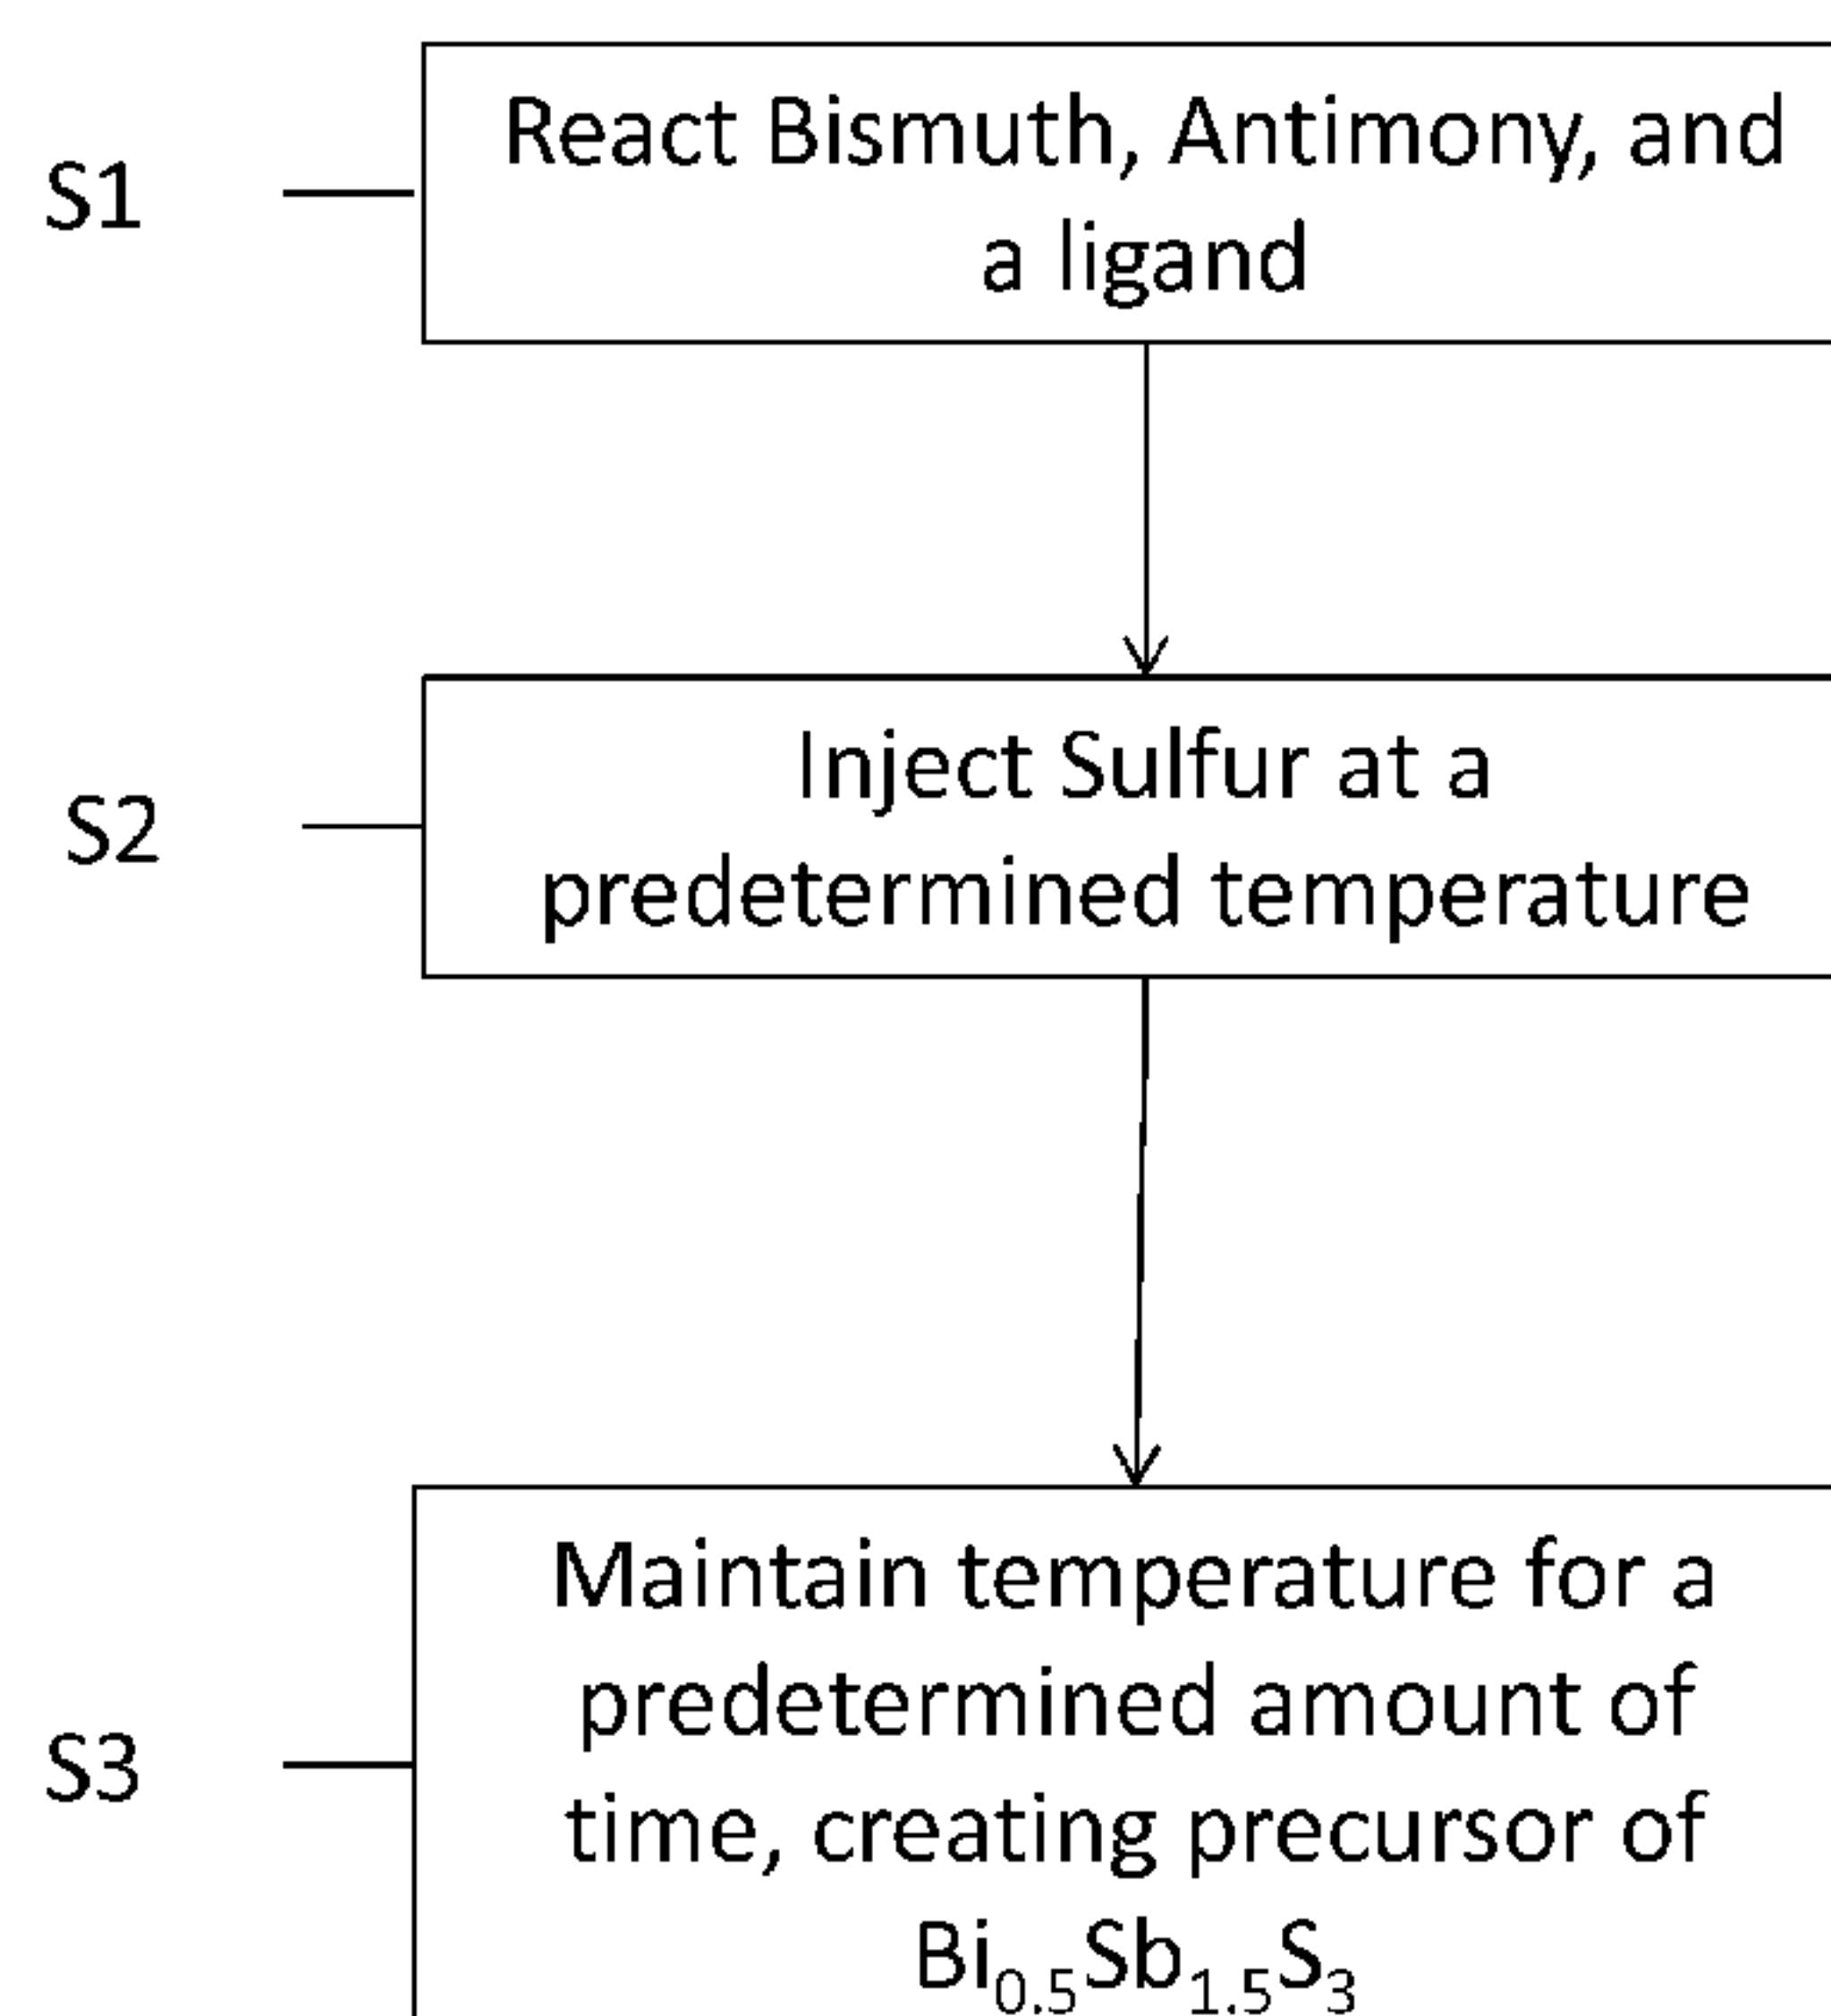 S1
React Bismuth, Antimony, and
a ligand
S2
Inject Sulfur at a
predetermined temperature
S3
Maintain temperature for a
predetermined amount of
time, creating precursor of
Bi₀.₅Sb₁.₅S₃